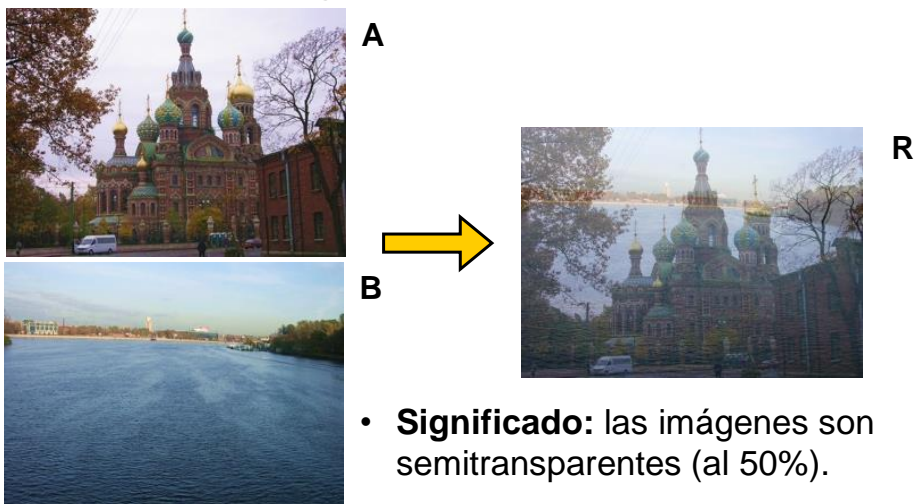 A
R
B
• Significado: las imágenes son
semitransparentes (al 50%).